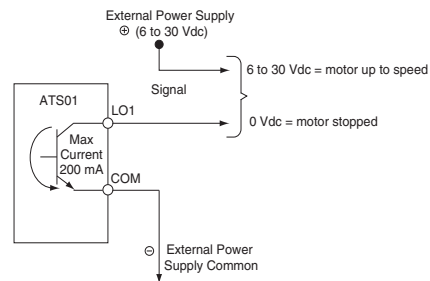 External Power Supply
⊕ (6 to 30 Vdc)
6 to 30 Vdc = motor up to speed
Signal
ATS01
LO1
0 Vdc = motor stopped
Max
Current
200 mA
COM
⊖ External Power
Supply Common